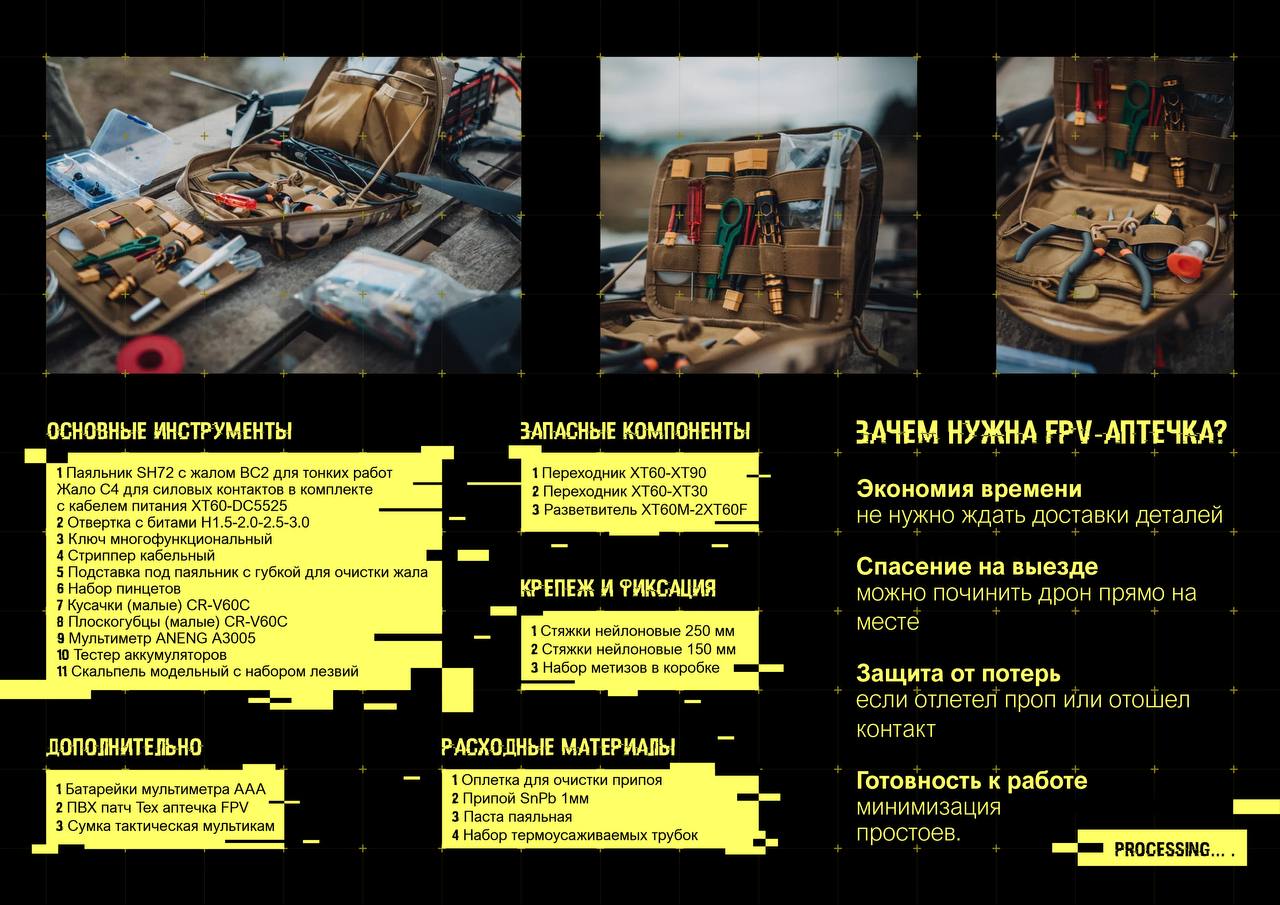 ОСНОВНЫЕ ИНСТРУМЕНТЫ
1 Паяльник SH72 с жалом BC2 для тонких работ
Жало C4 для силовых контактов в комплекте
с кабелем питания XT60-DC5525
2 Отвертка с битами H1.5-2.0-2.5-3.0
3 Ключ многофункциональный
4 Стриппер кабельный
5 Подставка под паяльник с губкой для очистки жала
6 Набор пинцетов
7 Кусачки (малые) CR-V60C
8 Плоскогубцы (малые) CR-V60C
9 Мультиметр ANENG A3005
10 Тестер аккумуляторов
11 Скальпель модельный с набором лезвий
ДОПОЛНИТЕЛЬНО
1 Батарейки мультиметра ААА
2 ПВХ патч Тех аптечка FPV
3 Сумка тактическая мультикам
ЗАПАСНЫЕ КОМПОНЕНТЫ
1 Переходник XT60-XT90
2 Переходник XT60-XT30
3 Разветвитель XT60M-2XT60F
КРЕПЕЖ И ФИКСАЦИЯ
1 Стяжки нейлоновые 250 мм
2 Стяжки нейлоновые 150 мм
3 Набор метизов в коробке
РАСХОДНЫЕ МАТЕРИАЛЫ
1 Оплетка для очистки припоя
2 Припой SnPb 1мм
3 Паста паяльная
4 Набор термоусаживаемых трубок
ЗАЧЕМ НУЖНА FPV-АПТЕЧКА?
Экономия времени
не нужно ждать доставки деталей
Спасение на выезде
можно починить дрон прямо на
месте
Защита от потерь
если отлетел проп или отошел
контакт
Готовность к работе
минимизация
простоев.
PROCESSING... .